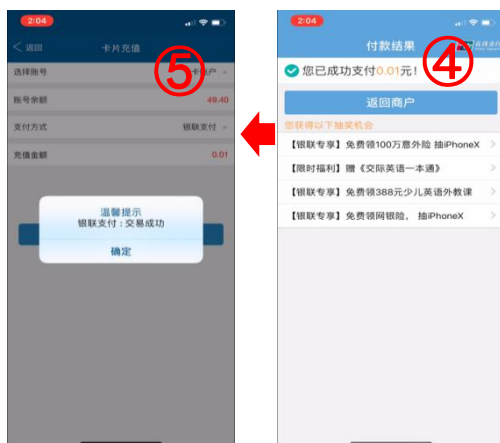 2:04
返回
卡片充值
选择账号
户
⑤
账号余额
49.40
支付方式
银联支付
充值金额
0.01
温馨提示
银联支付:交易成功
确定
2:04
付款结果
④
您已成功支付0.01元!
返回商户
您获得以下抽奖机会
【银联专享】免费领100万意外险 抽iPhoneX
【限时福利】赠《交际英语一本通》
【银联专享】免费领388元少儿英语外教课
【银联专享】免费领网银险， 抽iPhoneX